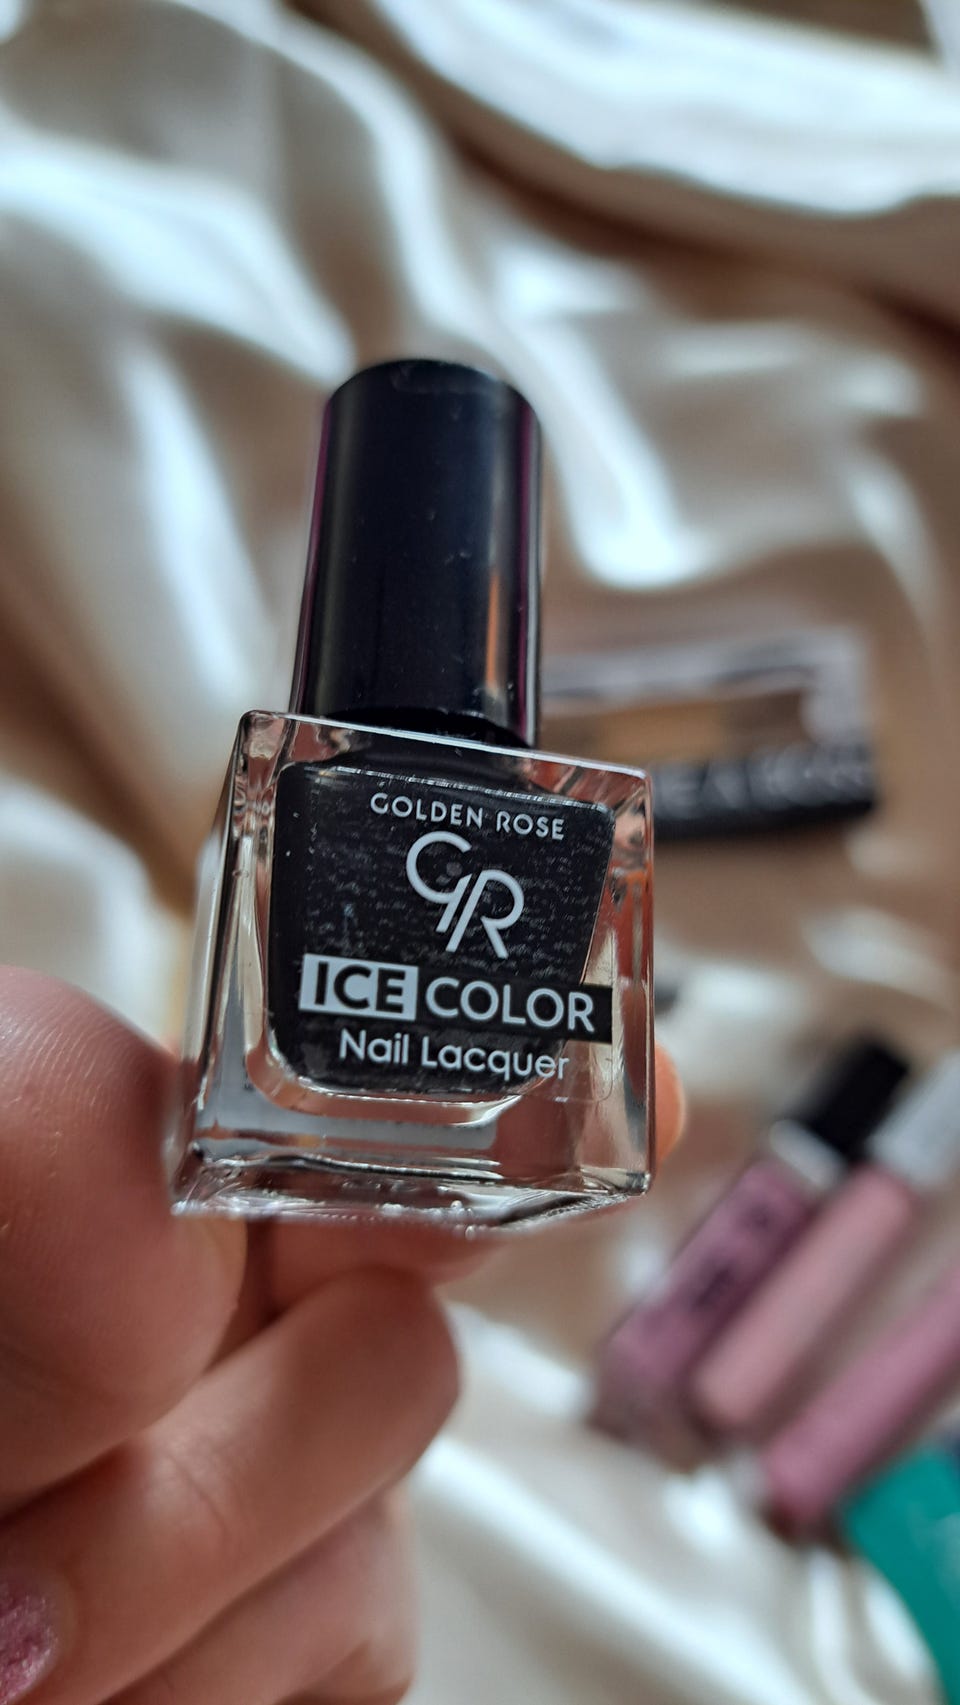 GOLDEN ROSE
GR
ICE COLOR
Nail Lacquer